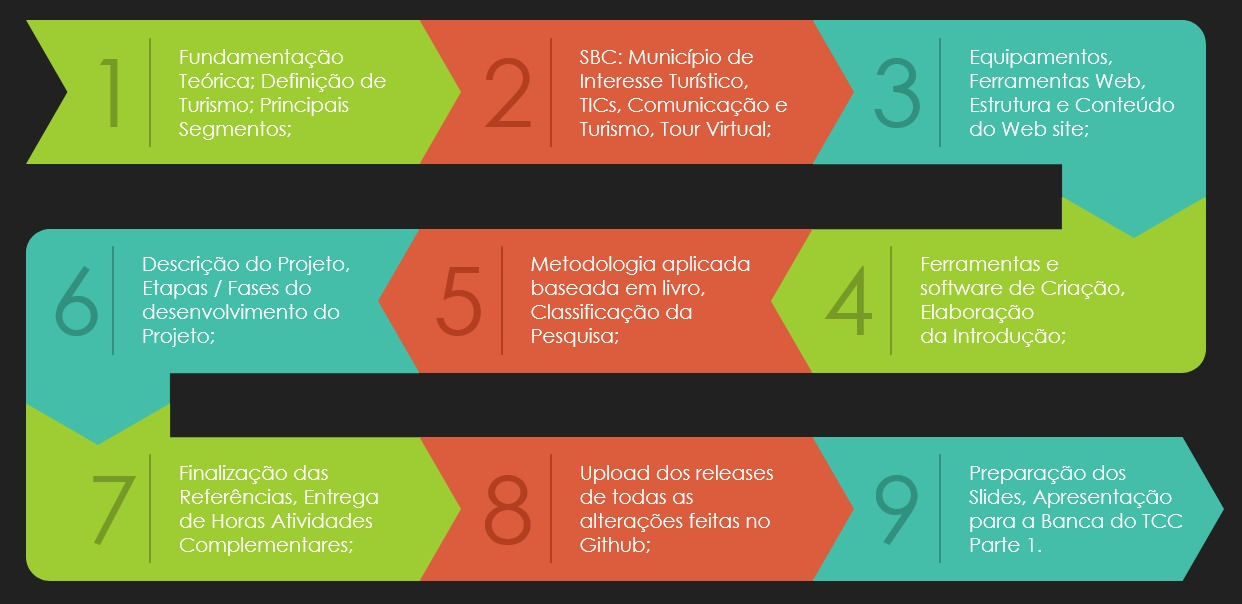 1
Fundamentação
Teórica; Definição de
Turismo; Principais
Segmentos;
2
SBC: Município de
Interesse Turístico,
TICs, Comunicação e
Turismo, Tour Virtual;
3
Equipamentos,
Ferramentas Web,
Estrutura e Conteúdo
do Web site;
4
Ferramentas e
software de Criação,
Elaboração
da Introdução;
5
Metodologia aplicada
baseada em livro,
Classificação da
Pesquisa;
6
Descrição do Projeto,
Etapas / Fases do
desenvolvimento do
Projeto;
7
Finalização das
Referências, Entrega
de Horas Atividades
Complementares;
8
Upload dos releases
de todas as
alterações feitas no
Github;
9
Preparação dos
Slides, Apresentação
para a Banca do TCC
Parte 1.